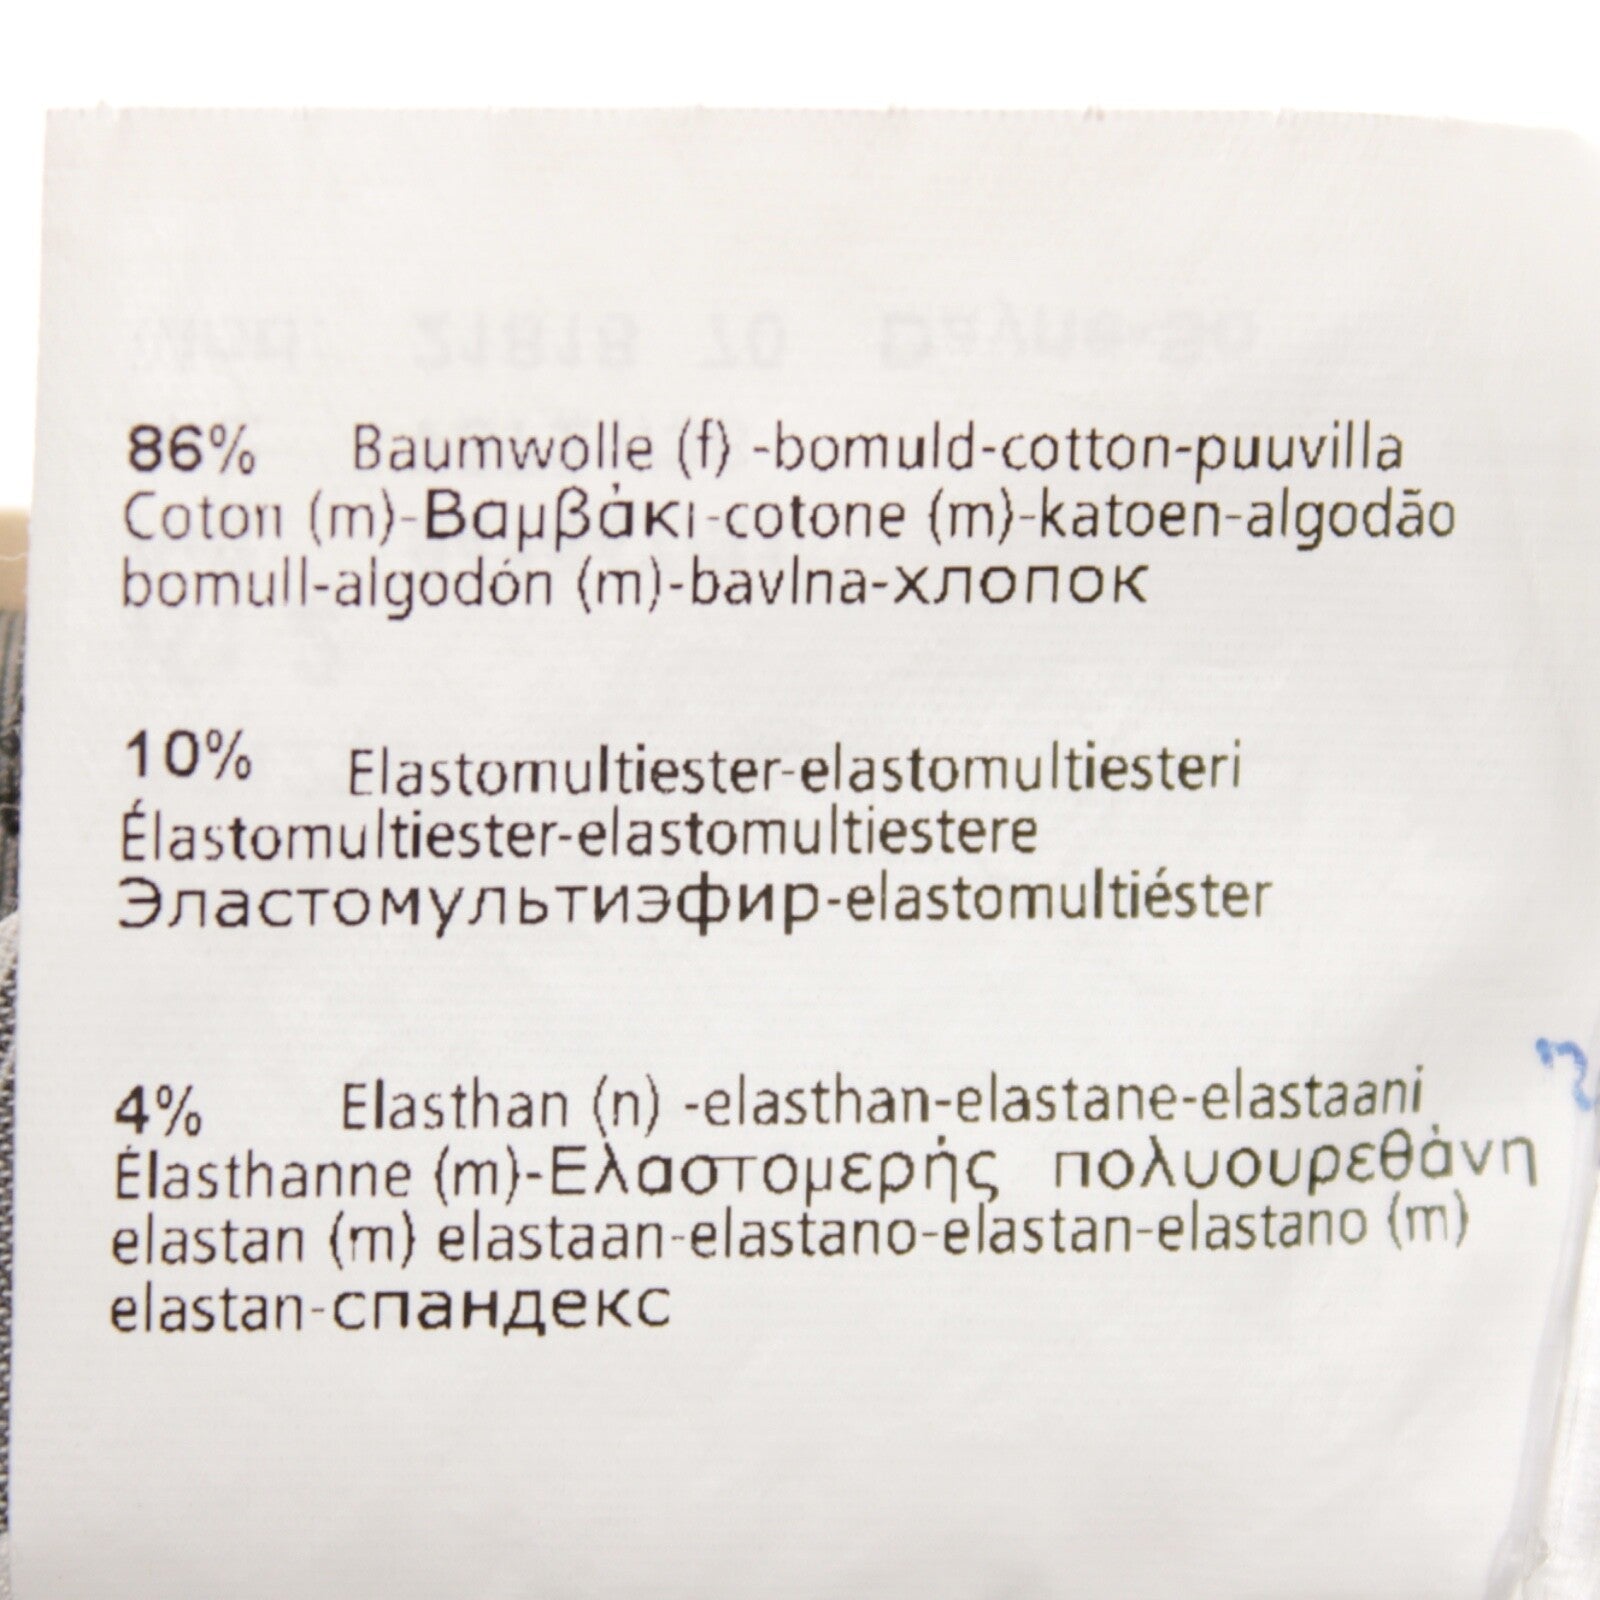 86% Baumwolle (f) -bomuld-cotton-puuvilla
Coton (m)-Βαμβάκι-cotone (m)-katoen-algodão
bomull-algodón (m)-bavlna-хлопок
10% Elastomultiester-elastomultiesteri
Élastomultiester-elastomultiestere
Эластомультиэфир-elastomultiéster
4% Elasthan (n) -elasthan-elastane-elastaani
Élasthanne (m)-Ελαστομερής πολυουρεθάνη
elastan (m) elastaan-elastano-elastan-elastano (m)
elastan-спандекс